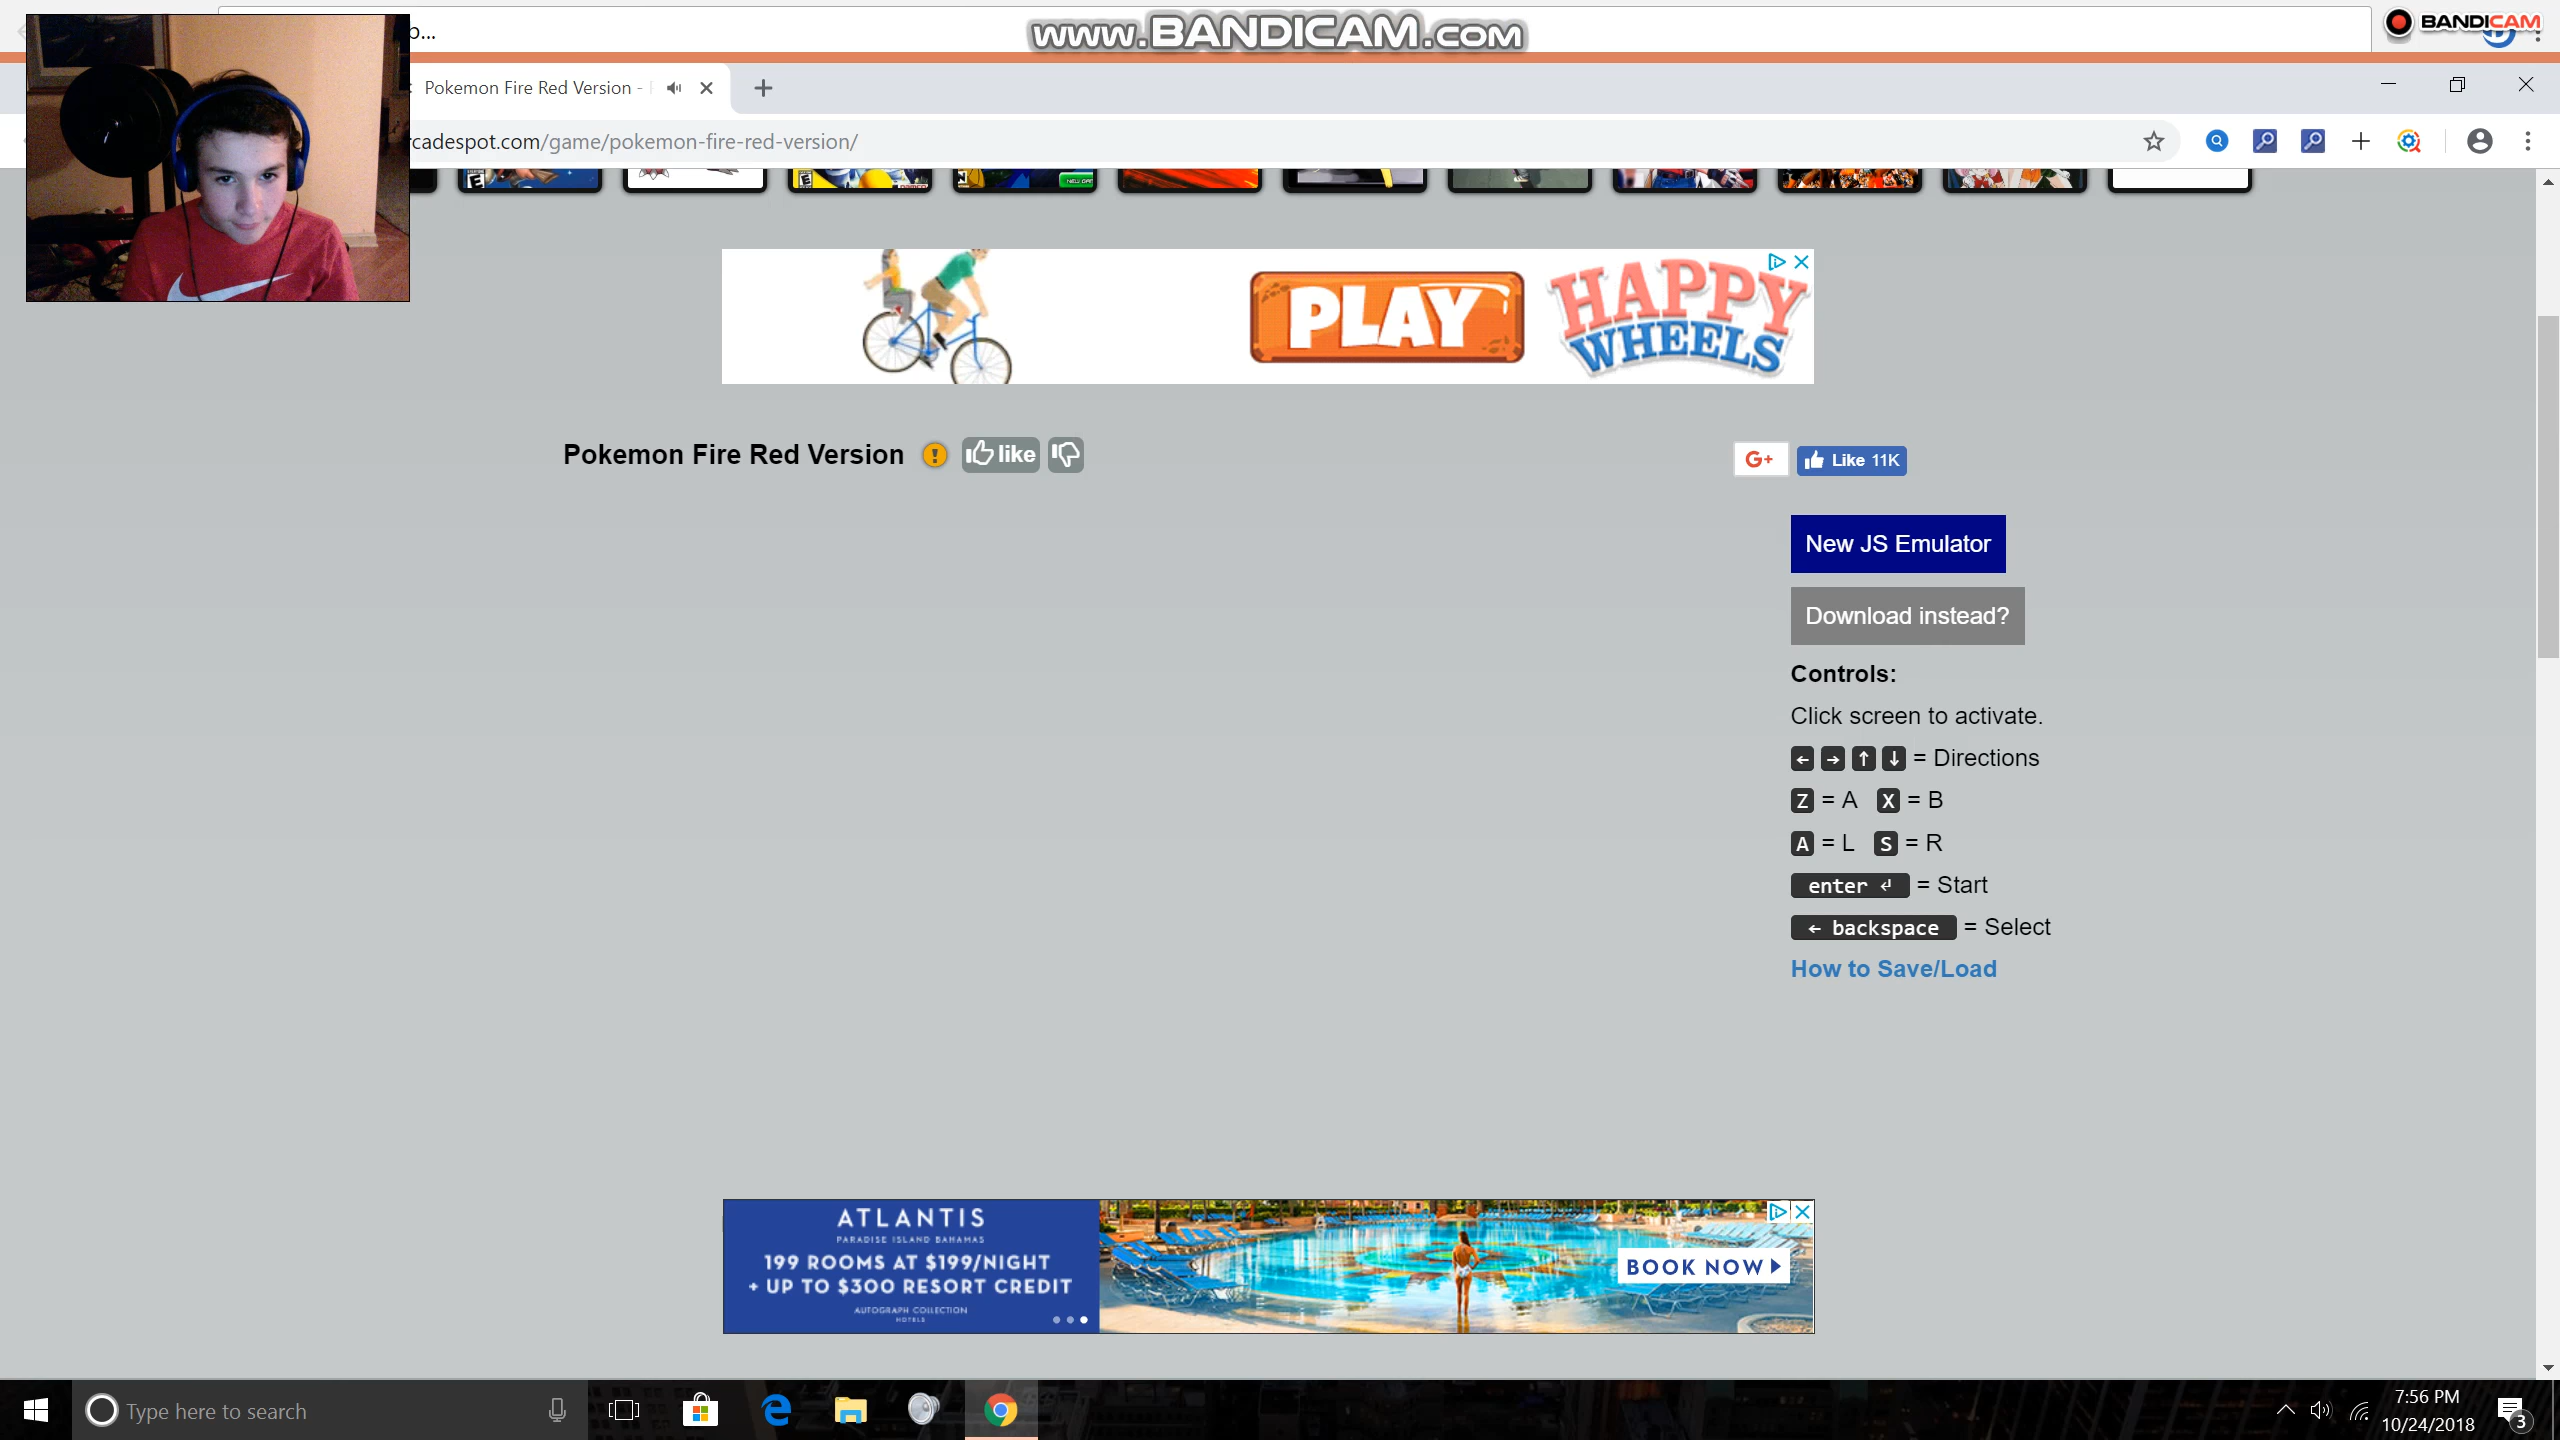 www.BANDICAM.com
BANDICAM
o...
Pokemon Fire Red Version -
rcadespot.com/game/pokemon-fire-red-version/
PLAY
HAPPY
WHEELS
Pokemon Fire Red Version
like
G+
Like 11K
New JS Emulator
Download instead?
Controls:
Click screen to activate.
← → ↑ ↓ = Directions
Z = A X = B
A = L S = R
enter ↵ = Start
← backspace = Select
How to Save/Load
ATLANTIS
PARADISE ISLAND BAHAMAS
199 ROOMS AT $199/NIGHT
+ UP TO $300 RESORT CREDIT
AUTOGRAPH COLLECTION
HOTELS
BOOK NOW
Type here to search
7:56 PM
10/24/2018
3